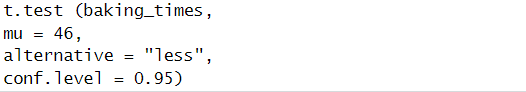 t.test (baking_times,
mu = 46,
alternative = "less",
conf.level = 0.95)